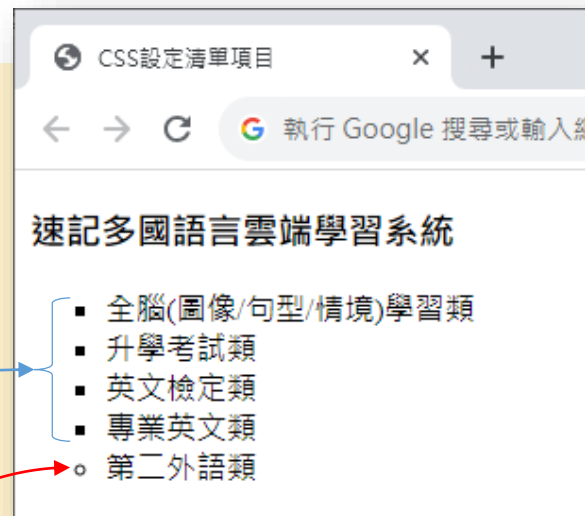 CSS設定清單項目
執行 Google 搜尋或輸入
速記多國語言雲端學習系統
全腦(圖像/句型/情境)學習類
升學考試類
英文檢定類
專業英文類
第二外語類